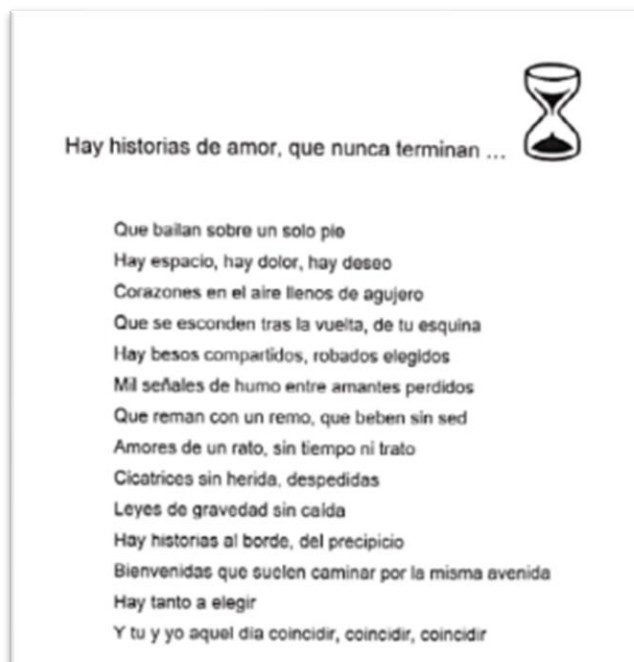 Hay historias de amor, que nunca terminan ...
Que bailan sobre un solo pie
Hay espacio, hay dolor, hay deseo
Corazones en el aire llenos de agujero
Que se esconden tras la vuelta, de tu esquina
Hay besos compartidos, robados elegidos
Mil señales de humo entre amantes perdidos
Que reman con un remo, que beben sin sed
Amores de un rato, sin tiempo ni trato
Cicatrices sin herida, despedidas
Leyes de gravedad sin caída
Hay historias al borde, del precipicio
Bienvenidas que suelen caminar por la misma avenida
Hay tanto a elegir
Y tu y yo aquel día coincidir, coincidir, coincidir